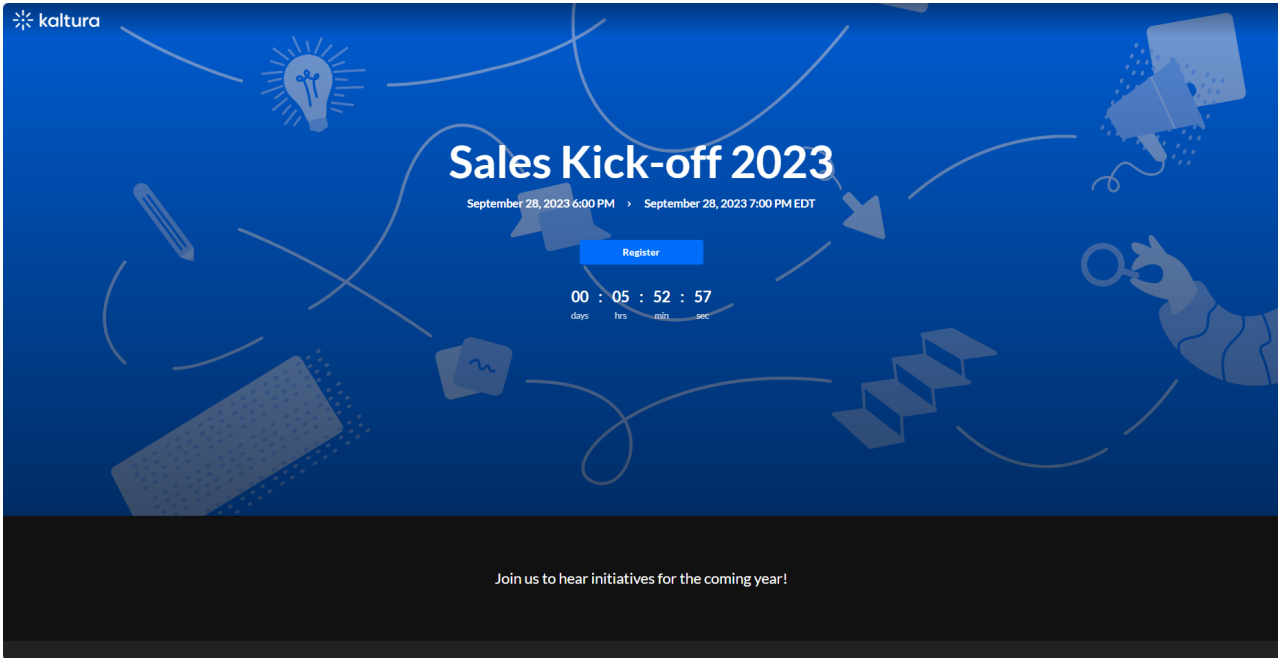 kaltura
Sales Kick-off 2023
September 28, 2023 6:00 PM › September 28, 2023 7:00 PM EDT
Register
00 : 05 : 52 : 57
days hrs min sec
Join us to hear initiatives for the coming year!